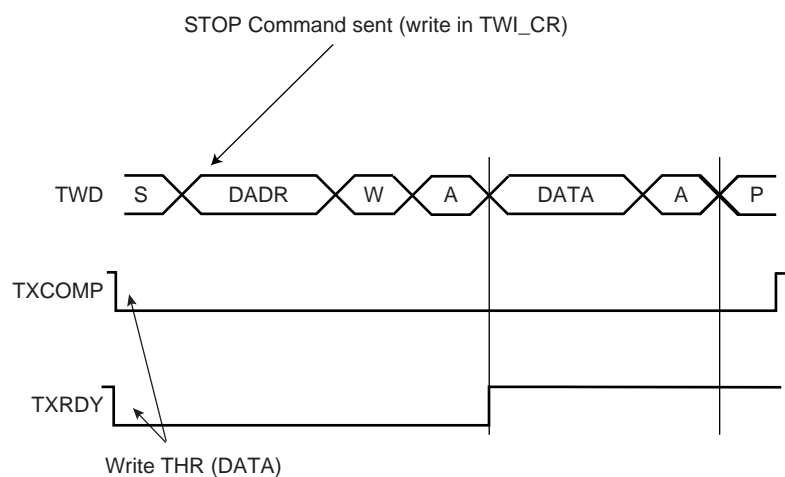 STOP Command sent (write in TWI_CR)
TWD S DADR W A DATA A P
TXCOMP
TXRDY
Write THR (DATA)